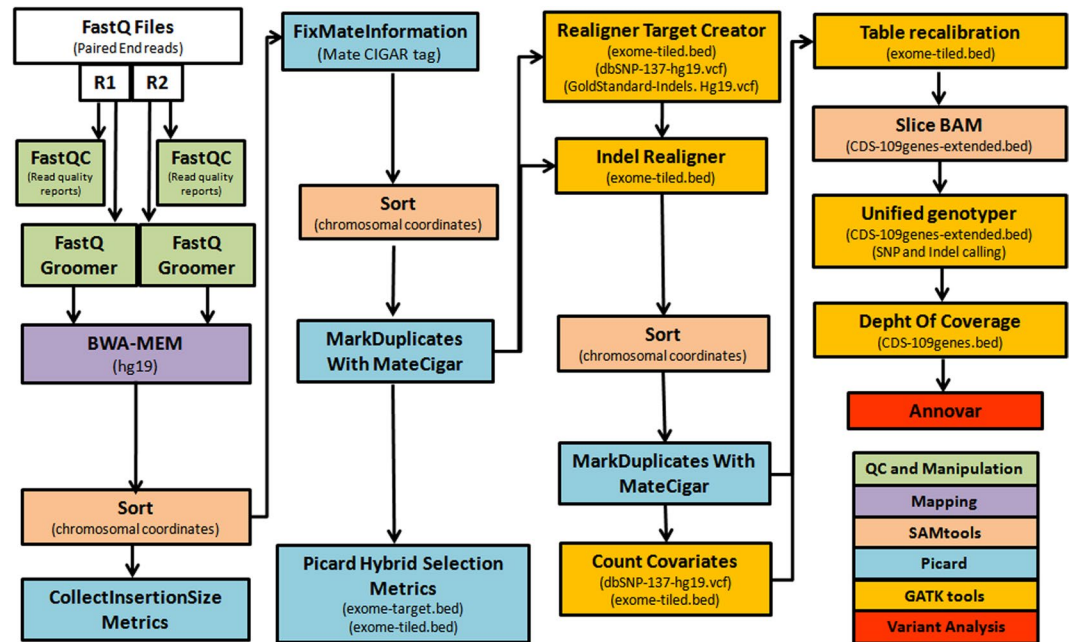 FastQ Files
(Paired End reads)
R1
R2
FastQC
(Read quality
reports)
FastQC
(Read quality
reports)
FastQ
Groomer
FastQ
Groomer
BWA-MEM
(hg19)
Sort
(chromosomal coordinates)
CollectInsertionSize
Metrics
FixMateInformation
(Mate CIGAR tag)
Sort
(chromosomal coordinates)
MarkDuplicates
With MateCigar
Picard Hybrid Selection
Metrics
(exome-target.bed)
(exome-tiled.bed)
Realigner Target Creator
(exome-tiled.bed)
(dbSNP-137-hg19.vcf)
(GoldStandard-Indels. Hg19.vcf)
Indel Realigner
(exome-tiled.bed)
Sort
(chromosomal coordinates)
MarkDuplicates With
MateCigar
Count Covariates
(dbSNP-137-hg19.vcf)
(exome-tiled.bed)
Table recalibration
(exome-tiled.bed)
Slice BAM
(CDS-109genes-extended.bed)
Unified genotyper
(CDS-109genes-extended.bed)
(SNP and Indel calling)
Depht Of Coverage
(CDS-109genes.bed)
Annovar
QC and Manipulation
Mapping
SAMtools
Picard
GATK tools
Variant Analysis